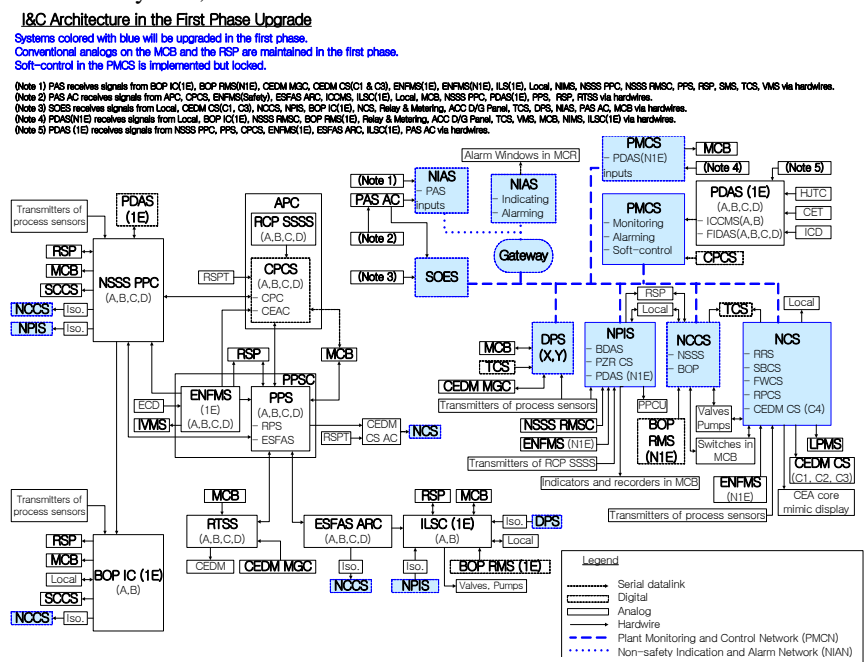 I&C Architecture in the First Phase Upgrade
Systems colored with blue will be upgraded in the first phase.
Conventional analogs on the MCB and the RSP are maintained in the first phase.
Soft-control in the PMCS is implemented but locked.
(Note 1) PAS receives signals from BOP IC(1E), BOP RMS(N1E), CEDM MGC, CEDM CS(C1 & C3), ENFMS(1E), ENFMS(N1E), ILS(1E), Local, NIMS, NSSS PPC, NSSS RMSC, PPS, RSP, SMS, TCS, VMS via hardwires.
(Note 2) PAS AC receives signals from APC, CPCS, ENFMS(Safety), ESFAS ARC, ICCMS, ILSC(1E), Local, MCB, NSSS PPC, PDAS(1E), PPS, RSP, RTSS via hardwires.
(Note 3) SOES receives signals from Local, CEDM CS(C1, C3), NCCS, NPIS, BOP IC(1E), NCS, Relay & Metering, ACC D/G Panel, TCS, DPS, NIAS, PAS AC, MCB via hardwires.
(Note 4) PDAS(N1E) receives signals from Local, BOP IC(1E), NSSS RMSC, BOP RMS(1E), Relay & Metering, ACC D/G Panel, TCS, VMS, MCB, NIMS, ILSC(1E) via hardwires.
(Note 5) PDAS (1E) receives signals from NSSS PPC, PPS, CPCS, ENFMS(1E), ESFAS ARC, ILSC(1E), PAS AC via hardwires.
Alarm Windows in MCR
PMCS
- PDAS(N1E)
inputs
MCB
(Note 4)
(Note 5)
(Note 1)
PAS AC
(Note 2)
(Note 3)
NIAS
- PAS
inputs
NIAS
- Indicating
- Alarming
Gateway
SOES
PMCS
- Monitoring
- Alarming
- Soft-control
PDAS (1E)
(A,B,C,D)
- ICCMS(A,B)
- FIDAS(A,B,C,D)
HJTC
CET
ICD
CPCS
Transmitters of
process sensors
PDAS
(1E)
RSP
MCB
SCCS
NCCS
Iso.
NPIS
Iso.
NSSS PPC
(A,B,C,D)
APC
RCP SSSS
(A,B,C,D)
CPCS
(A,B,C,D)
- CPC
- CEAC
RSPT
RSP
MCB
PPSC
ECD
IVMS
ENFMS
(1E)
(A,B,C,D)
PPS
(A,B,C,D)
- RPS
- ESFAS
RSPT
CEDM
CS AC
NCS
MCB
TCS
CEDM MGC
DPS
(X,Y)
Transmitters of process sensors
NPIS
- BDAS
- PZR CS
- PDAS (N1E)
RSP
Local
NCCS
- NSSS
- BOP
TCS
Local
NCS
- RRS
- SBCS
- FWCS
- RPCS
- CEDM CS (C4)
NSSS RMSC
ENFMS (N1E)
Transmitters of RCP SSSS
PPCU
BOP
RMS
(N1E)
Valves
Pumps
Switches in
MCB
LPMS
CEDM CS
(C1, C2, C3)
ENFMS
(N1E)
Indicators and recorders in MCB
CEA core
mimic display
Transmitters of process sensors
Transmitters of
process sensors
RSP
MCB
Local
SCCS
NCCS
Iso.
BOP IC (1E)
(A,B)
MCB
RTSS
(A,B,C,D)
CEDM
CEDM MGC
ESFAS ARC
(A,B,C,D)
Iso.
NCCS
RSP
MCB
ILSC (1E)
(A,B)
Iso.
DPS
Local
Iso.
NPIS
BOP RMS (1E)
Valves, Pumps
Legend
Serial datalink
Digital
Analog
Hardwire
Plant Monitoring and Control Network (PMCN)
Non-safety Indication and Alarm Network (NIAN)